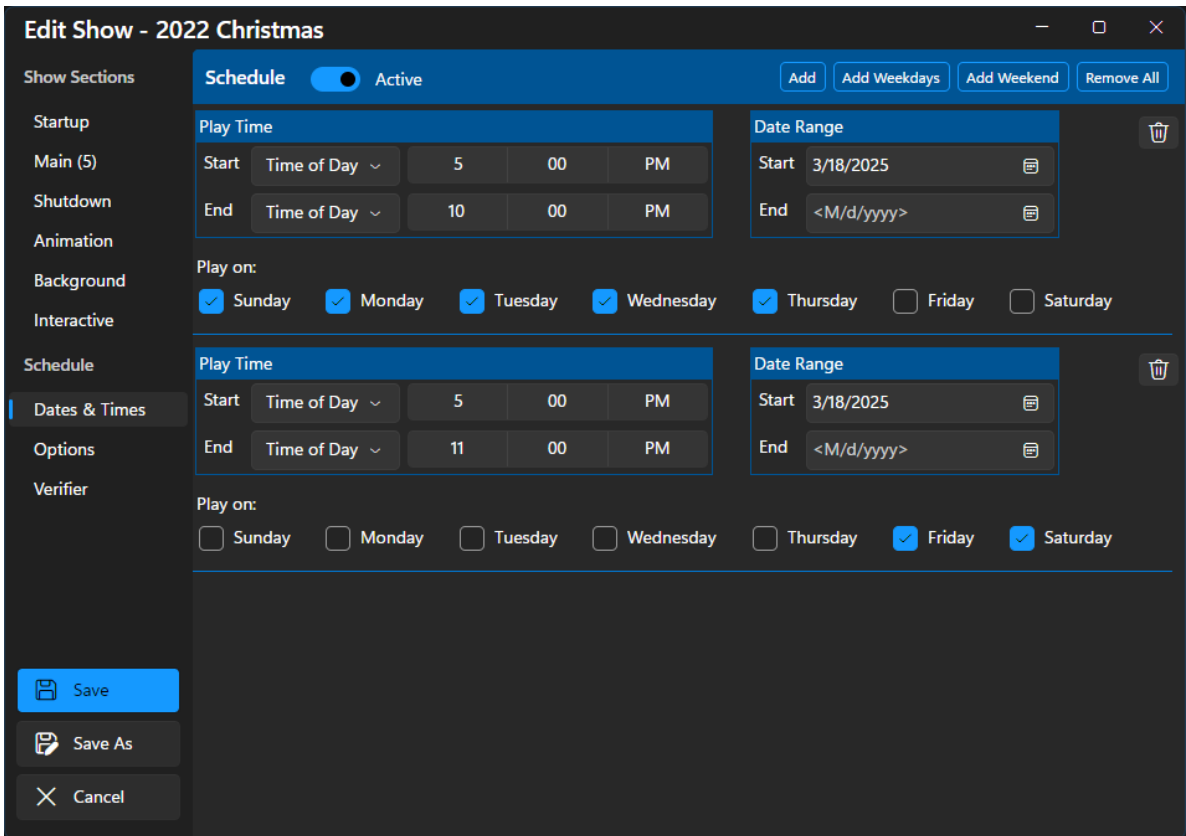 Edit Show - 2022 Christmas
Show Sections
Startup
Main (5)
Shutdown
Animation
Background
Interactive
Schedule
Dates & Times
Options
Verifier
Save
Save As
Cancel
Schedule Active Add Add Weekdays Add Weekend Remove All
Play Time Date Range
Start Time of Day 5 00 PM Start 3/18/2025
End Time of Day 10 00 PM End <M/d/yyyy>
Play on:
Sunday Monday Tuesday Wednesday Thursday Friday Saturday
Play Time Date Range
Start Time of Day 5 00 PM Start 3/18/2025
End Time of Day 11 00 PM End <M/d/yyyy>
Play on:
Sunday Monday Tuesday Wednesday Thursday Friday Saturday